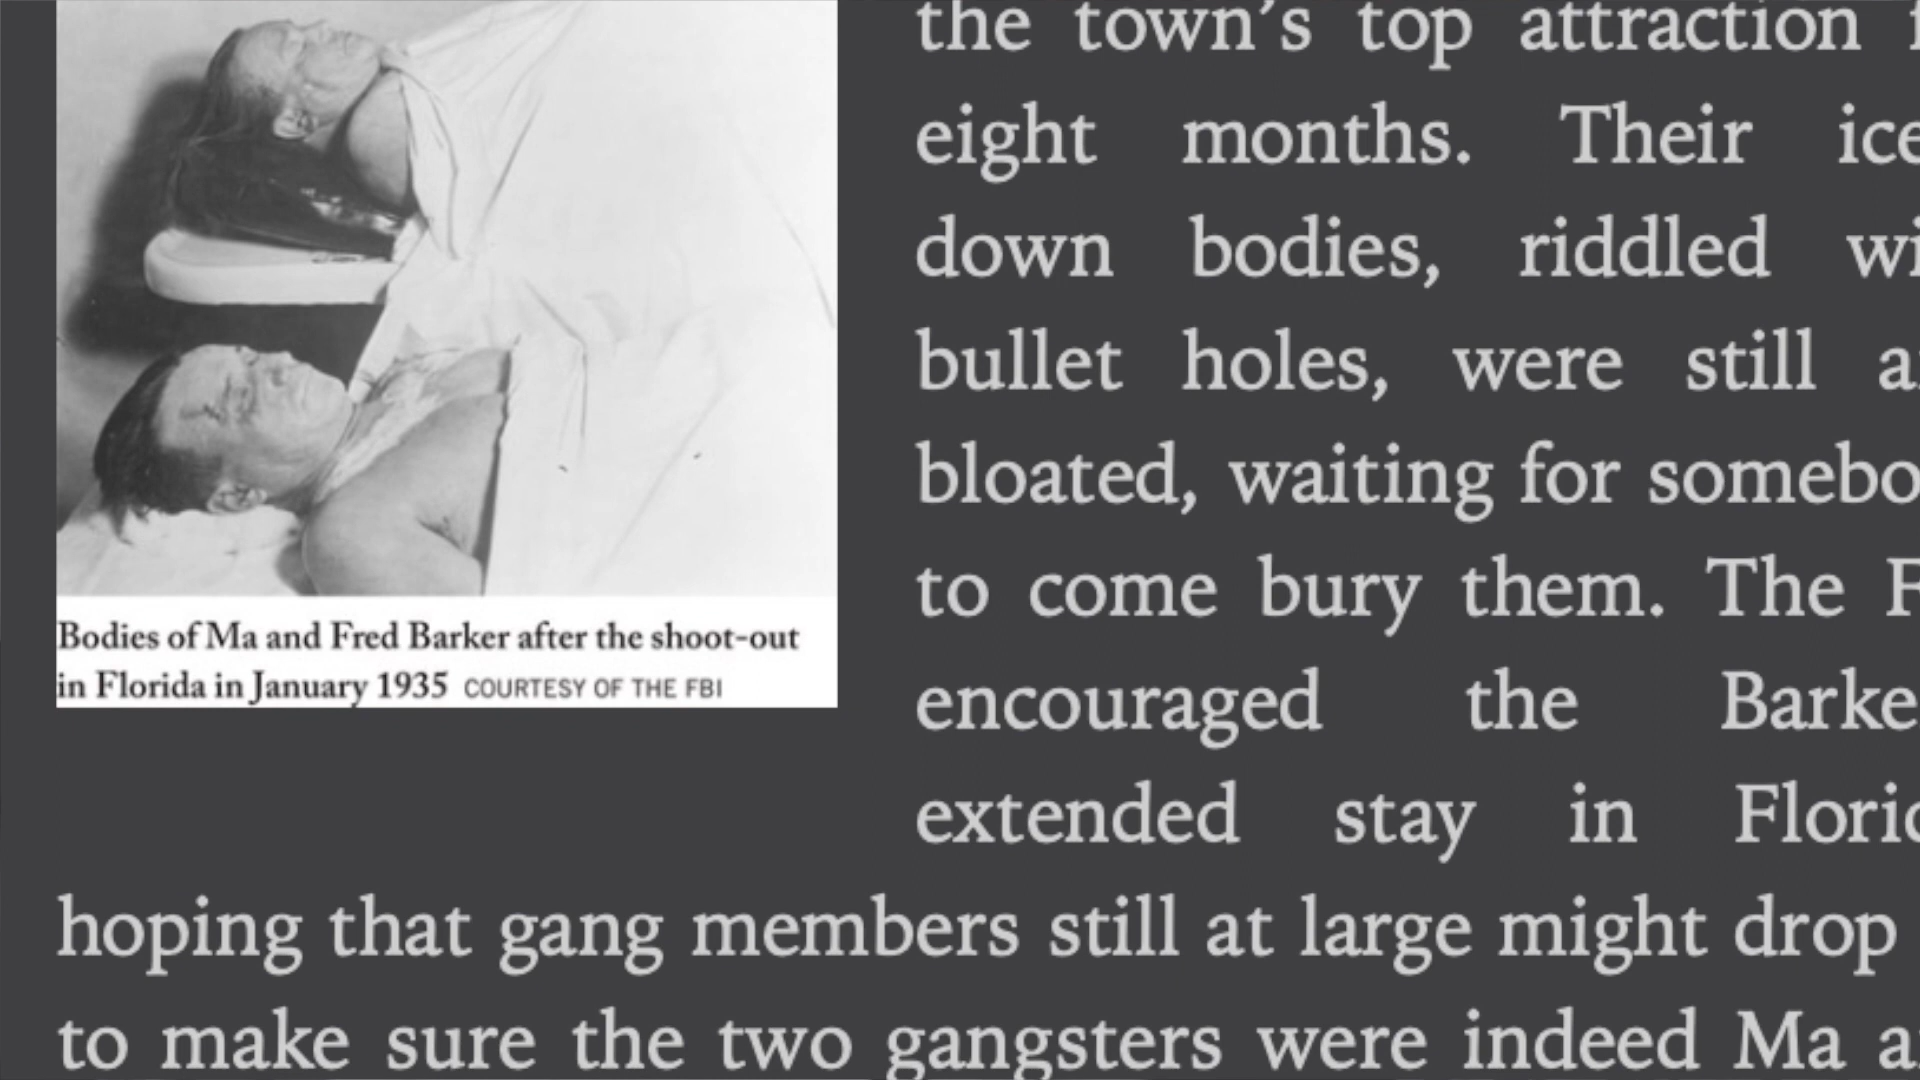 Bodies of Ma and Fred Barker after the shoot-out
in Florida in January 1935 COURTESY OF THE FBI
the town's top attraction
eight months. Their
down bodies, riddled
bullet holes, were still
bloated, waiting for
to come bury them. The
encouraged the
extended stay in
hoping that gang members still at large might drop
to make sure the two gangsters were indeed Ma